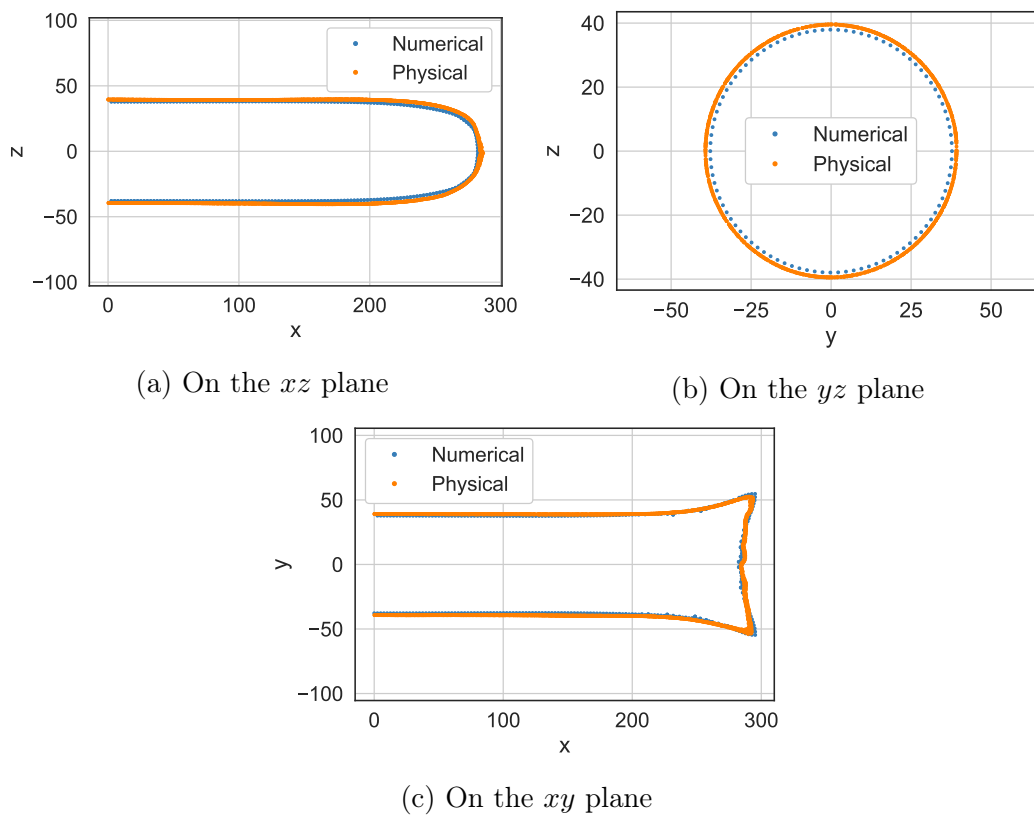 100
50
0
−50
−100
z
0
100
200
300
x
Numerical
Physical
(a) On the xz plane
40
20
0
−20
−40
z
−50
−25
0
25
50
y
Numerical
Physical
(b) On the yz plane
100
50
0
−50
−100
y
0
100
200
300
x
Numerical
Physical
(c) On the xy plane